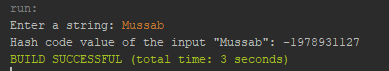 run:
Enter a string: Mussab
Hash code value of the input "Mussab": -1978931127
BUILD SUCCESSFUL (total time: 3 seconds)